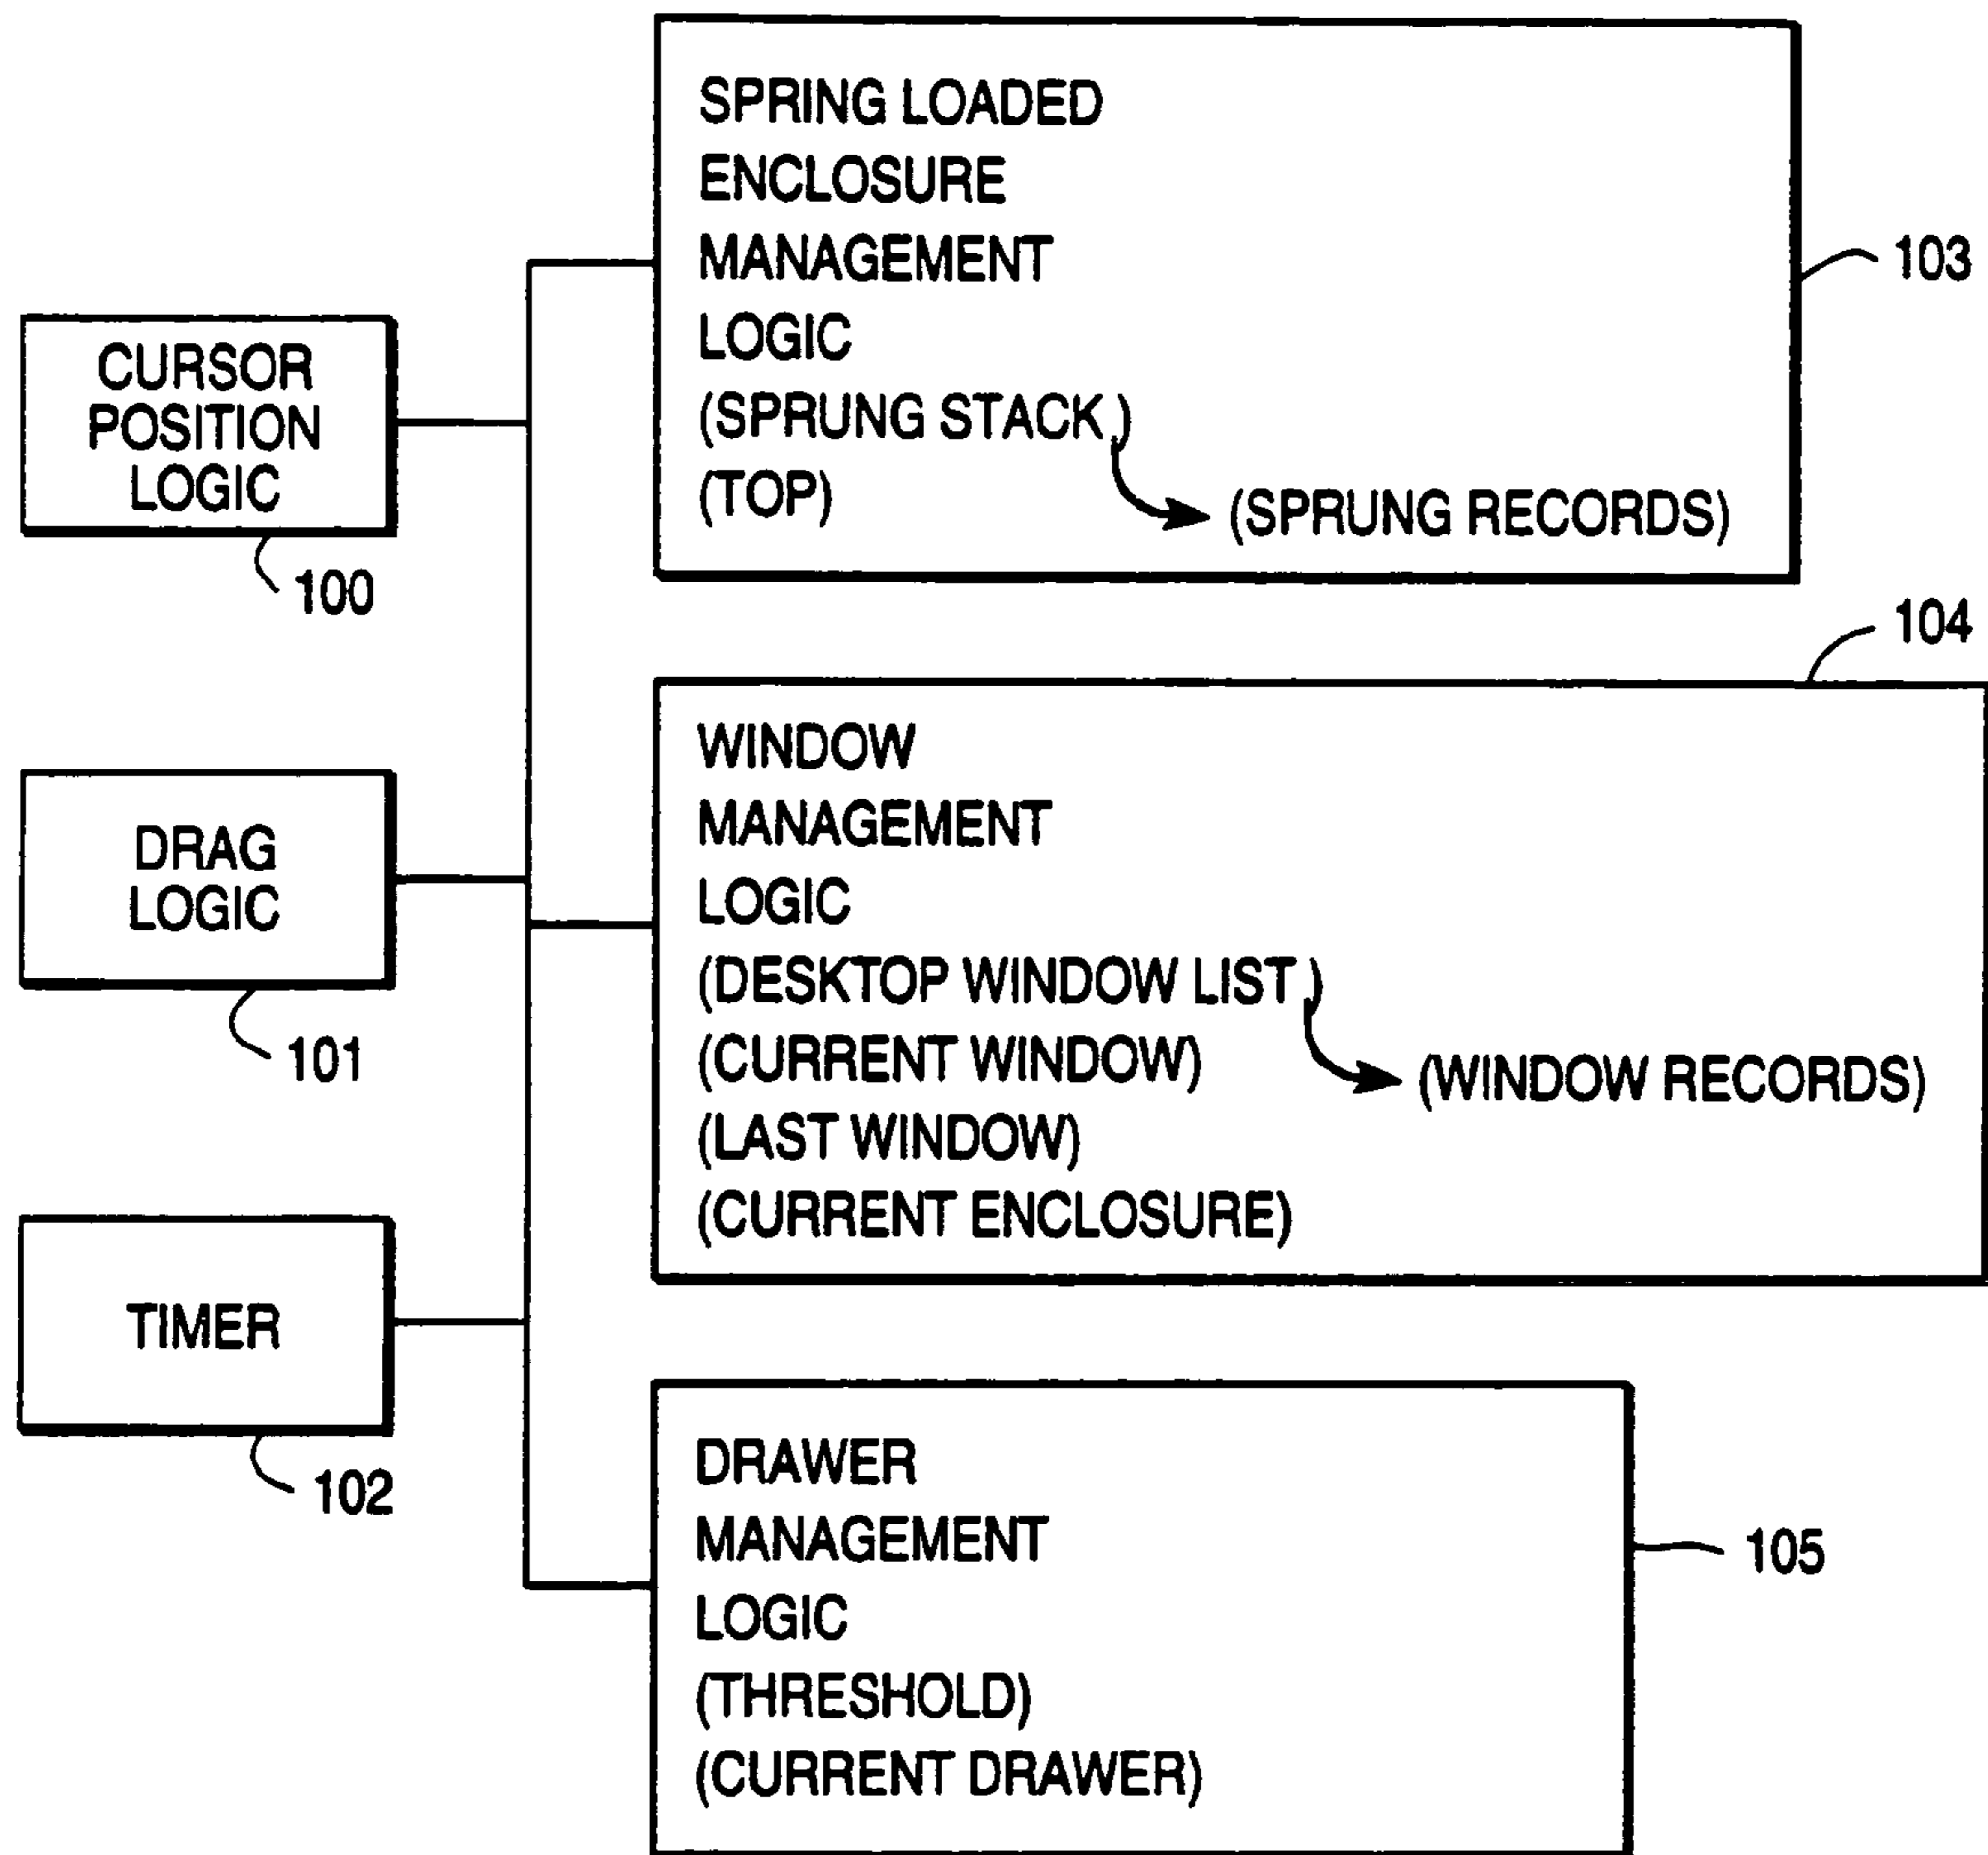 CURSOR
POSITION
LOGIC
100
DRAG
LOGIC
101
TIMER
102
SPRING LOADED
ENCLOSURE
MANAGEMENT
LOGIC
(SPRUNG STACK)
(TOP)
(SPRUNG RECORDS)
103
104
WINDOW
MANAGEMENT
LOGIC
(DESKTOP WINDOW LIST)
(CURRENT WINDOW)
(WINDOW RECORDS)
(LAST WINDOW)
(CURRENT ENCLOSURE)
DRAWER
MANAGEMENT
LOGIC
(THRESHOLD)
(CURRENT DRAWER)
105